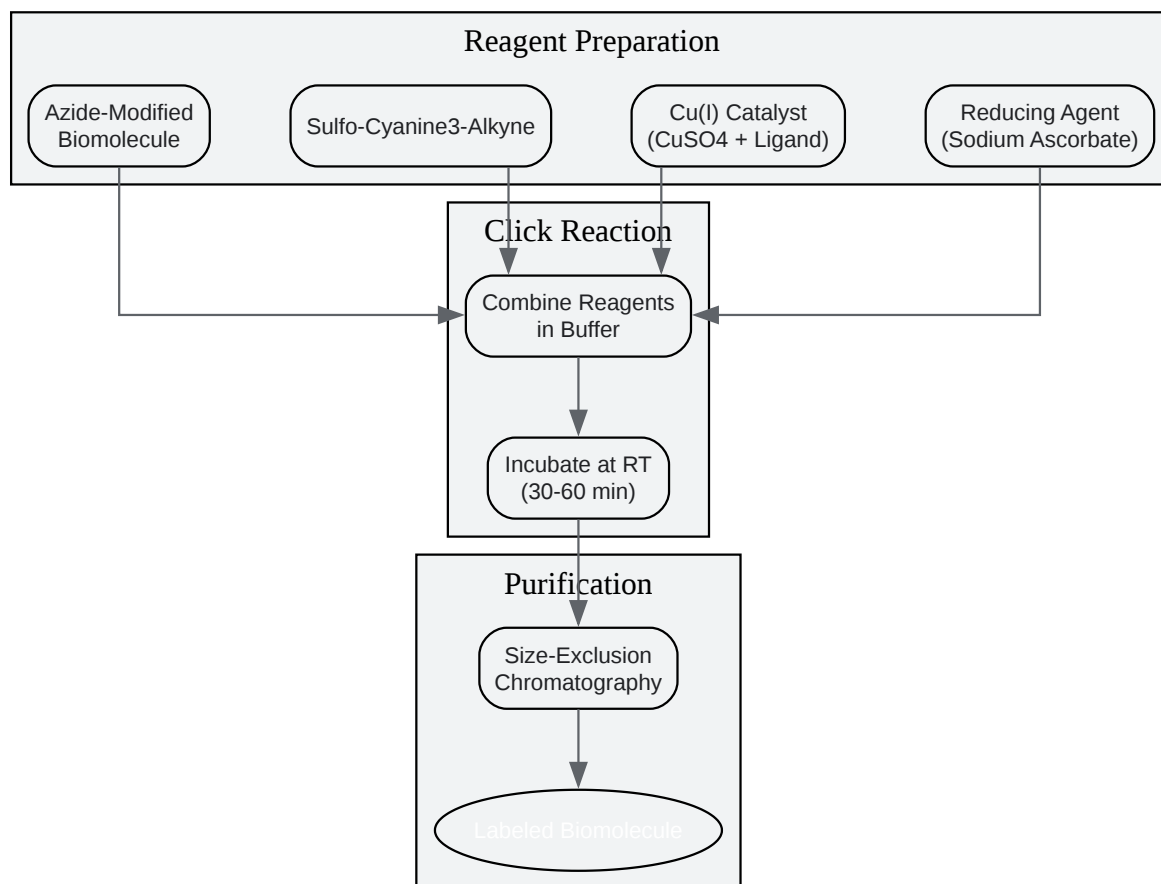 Reagent Preparation
Azide-Modified
Biomolecule
Sulfo-Cyanine3-Alkyne
Cu(I) Catalyst
(CuSO4 + Ligand)
Reducing Agent
(Sodium Ascorbate)
Click Reaction
Combine Reagents
in Buffer
Incubate at RT
(30-60 min)
Purification
Size-Exclusion
Chromatography
Labeled Biomolecule